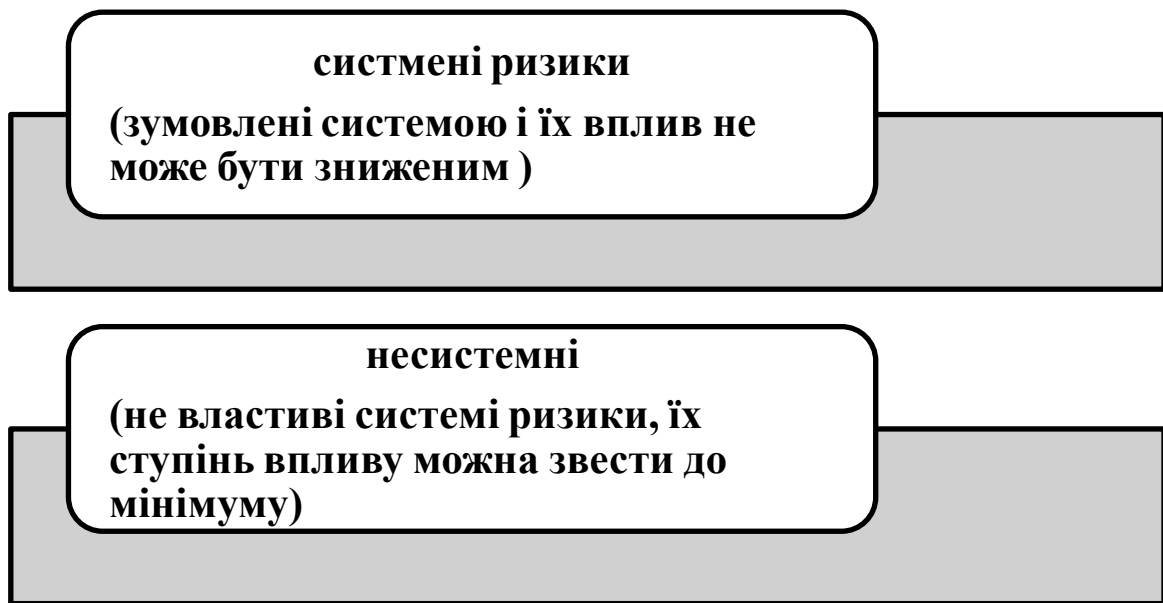 систмені ризики
(зумовлені системою і їх вплив не
може бути зниженим )
несистемні
(не властиві системі ризики, їх
ступінь впливу можна звести до
мінімуму)